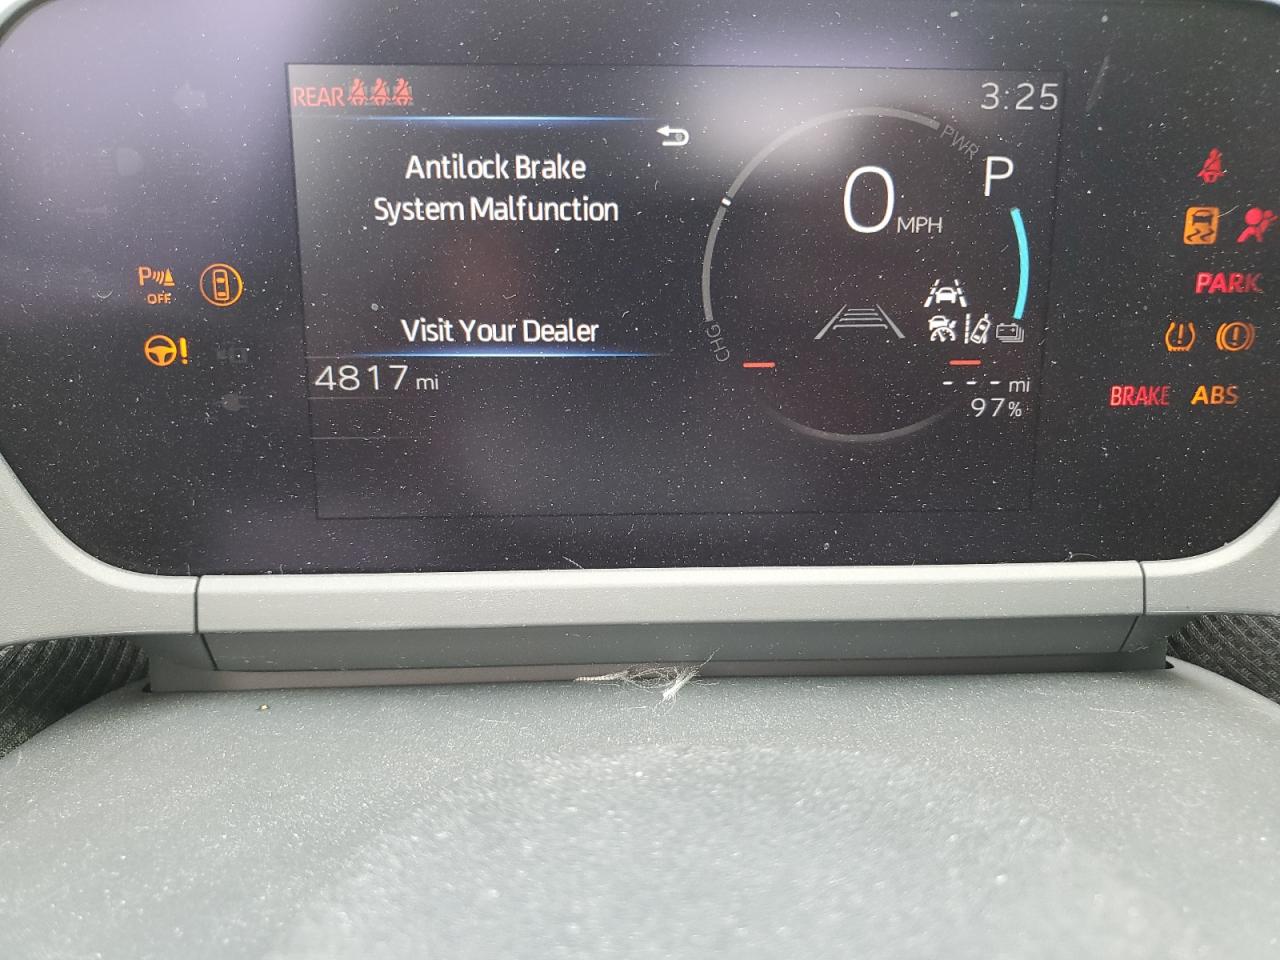 REAR
3:25
Antilock Brake
System Malfunction
Visit Your Dealer
4817 mi
PWR
0 MPH
P
CHG
- - - mi
97%
P
OFF
!
PARK
(!) (!)
BRAKE ABS